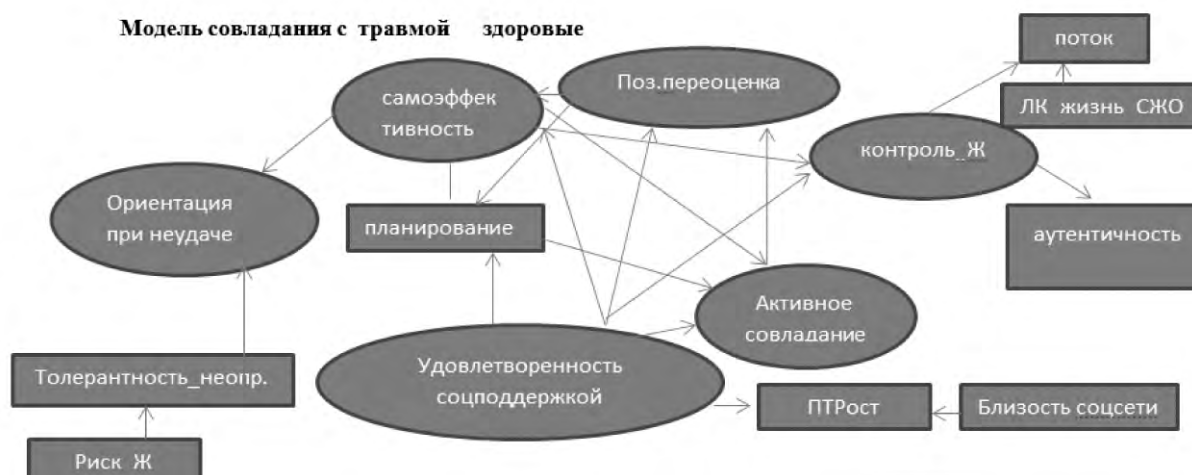 Модель совладания с травмой здоровые
поток
самоэффек
тивность
Поз.переоценка
ЛК жизнь СЖО
контроль_Ж
Ориентация
при неудаче
планирование
аутентичность
Активное
совладание
Толерантность_неопр.
Удовлетворенность
соцподдержкой
ПТРост
Близость соцсети
Риск Ж